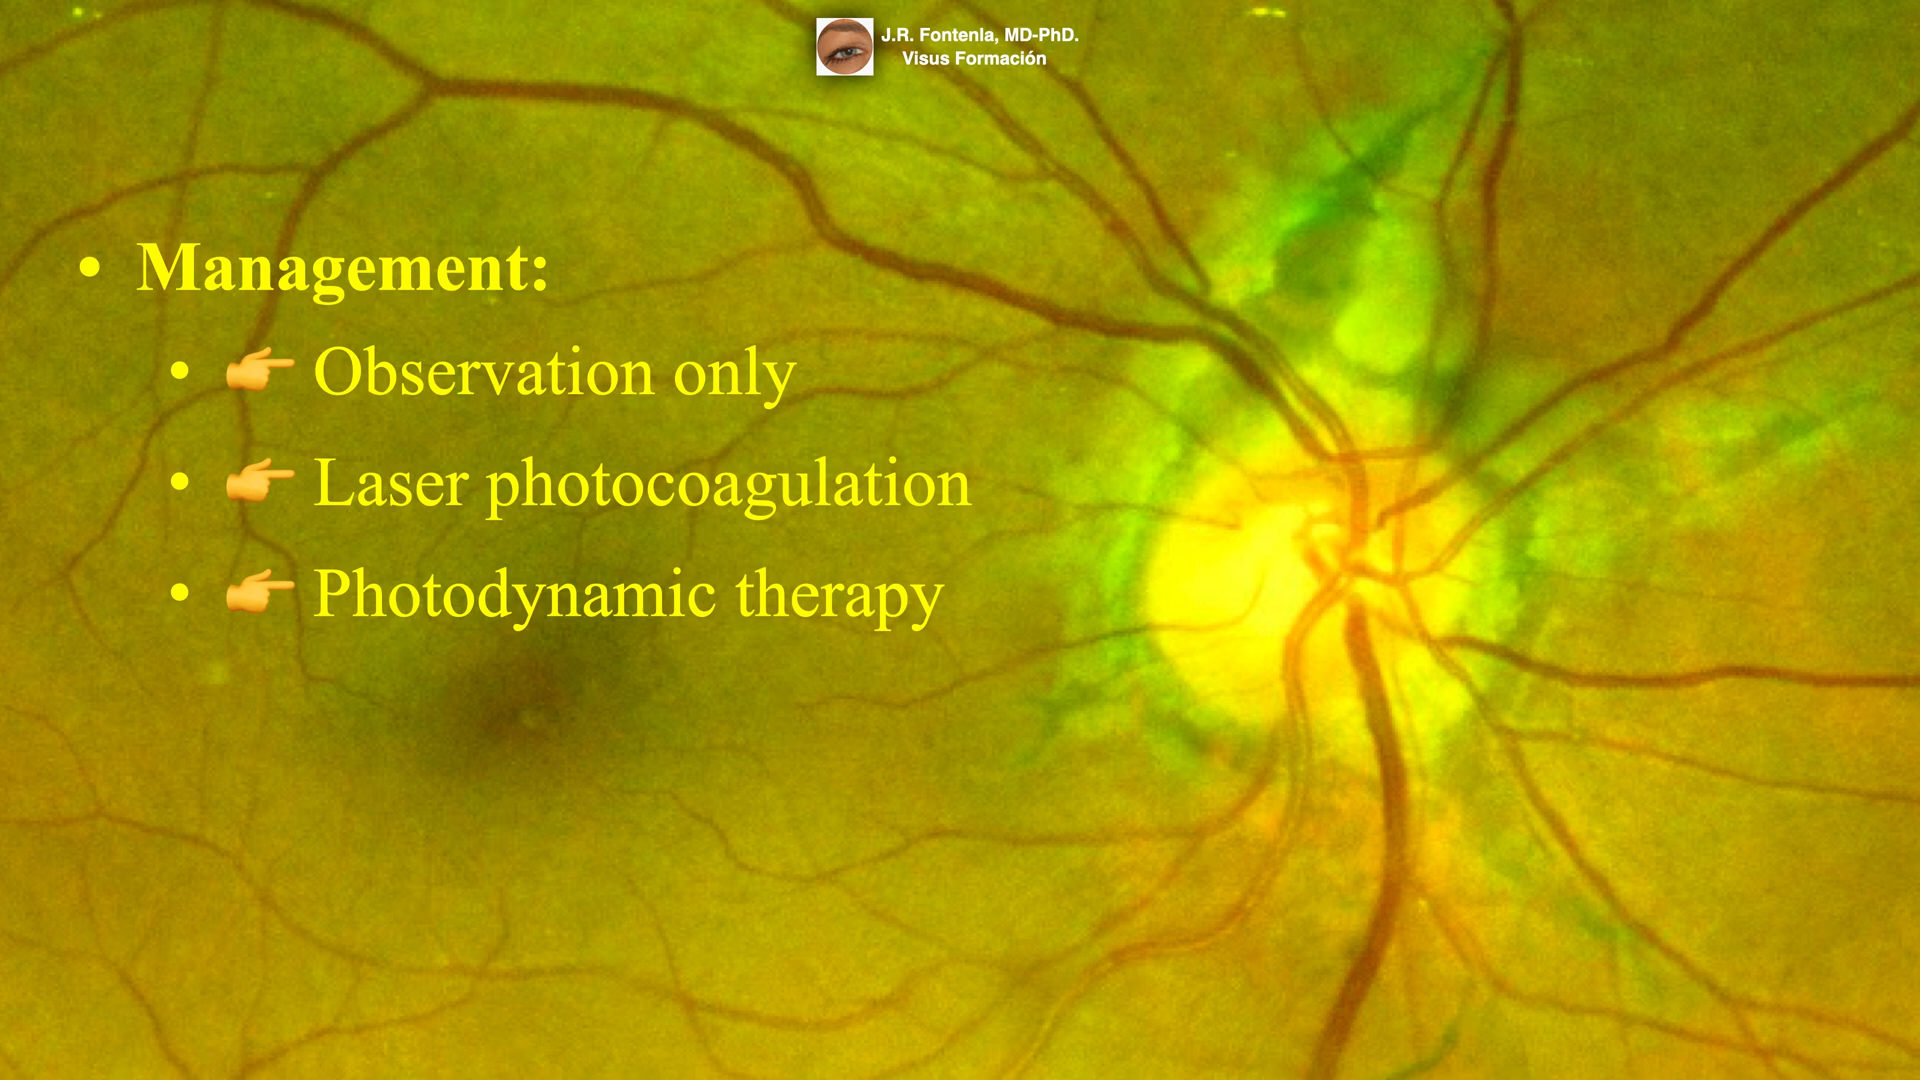 J.R. Fontenla, MD-PhD.
Visus Formación
• Management:
• 👉 Observation only
• 👉 Laser photocoagulation
• 👉 Photodynamic therapy